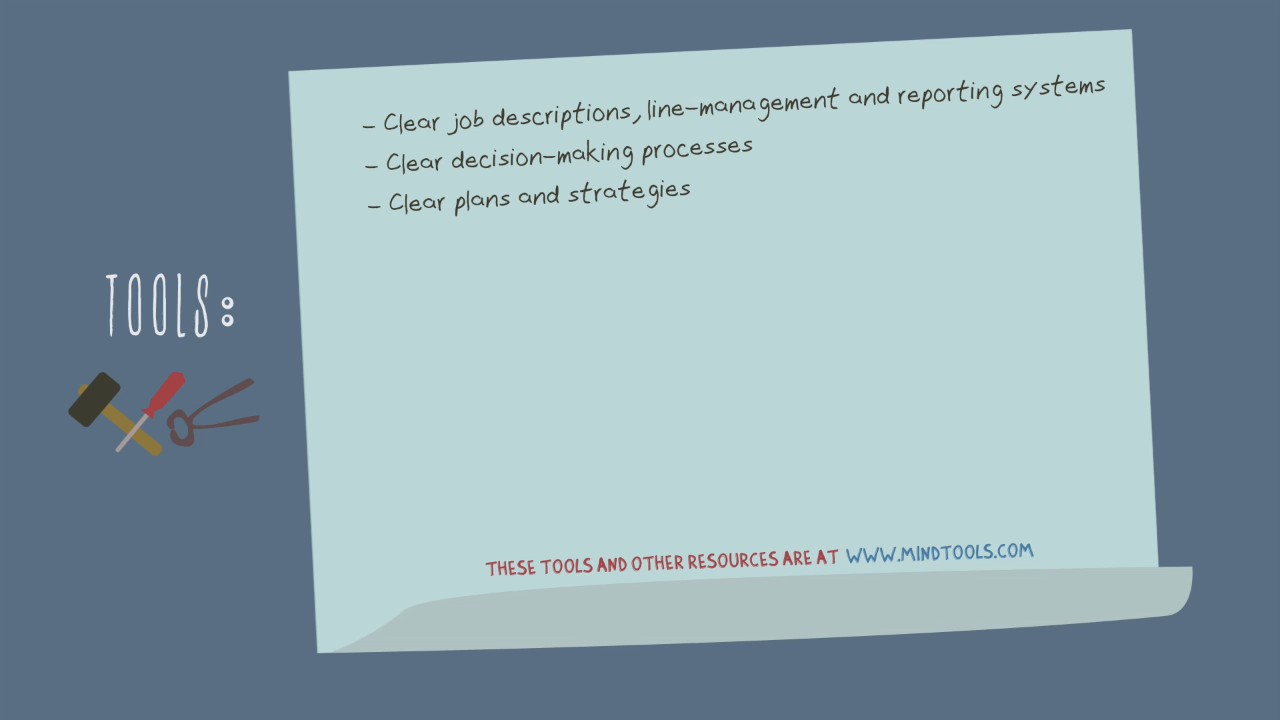 - Clear job descriptions, line-management and reporting systems
- Clear decision-making processes
- Clear plans and strategies
TOOLS:
THESE TOOLS AND OTHER RESOURCES ARE AT WWW.MINDTOOLS.COM